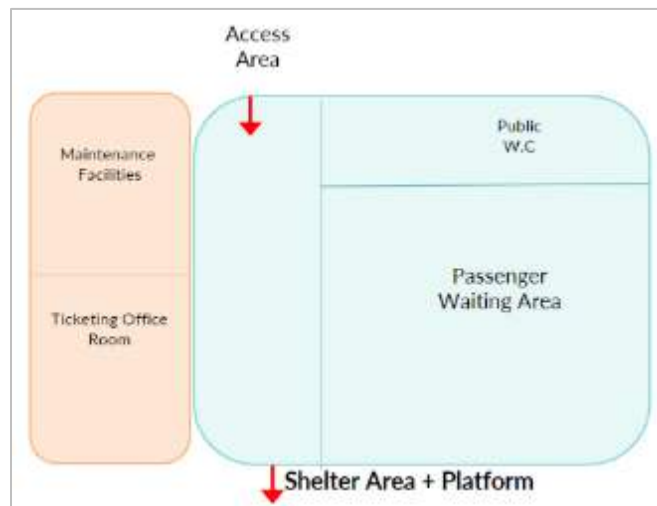 Access
Area
Maintenance
Facilities
Public
W.C
Passenger
Waiting Area
Ticketing Office
Room
Shelter Area + Platform